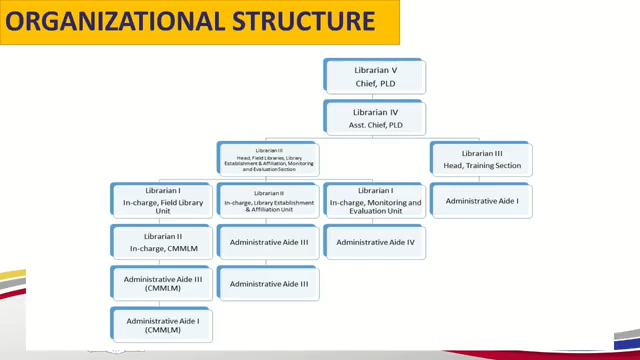 ORGANIZATIONAL STRUCTURE
Librarian V
Chief, PLD
Librarian IV
Asst. Chief, PLD
Librarian III
Head, Field Libraries, Library
Establishment & Affiliation, Monitoring
and Evaluation Section
Librarian III
Head, Training Section
Librarian I
In-charge, Field Library
Unit
Librarian II
In-charge, Library Establishment
& Affiliation Unit
Librarian I
In-charge, Monitoring and
Evaluation Unit
Administrative Aide I
Librarian II
In-charge, CMMLM
Administrative Aide III
Administrative Aide IV
Administrative Aide III
(CMMLM)
Administrative Aide III
Administrative Aide I
(CMMLM)